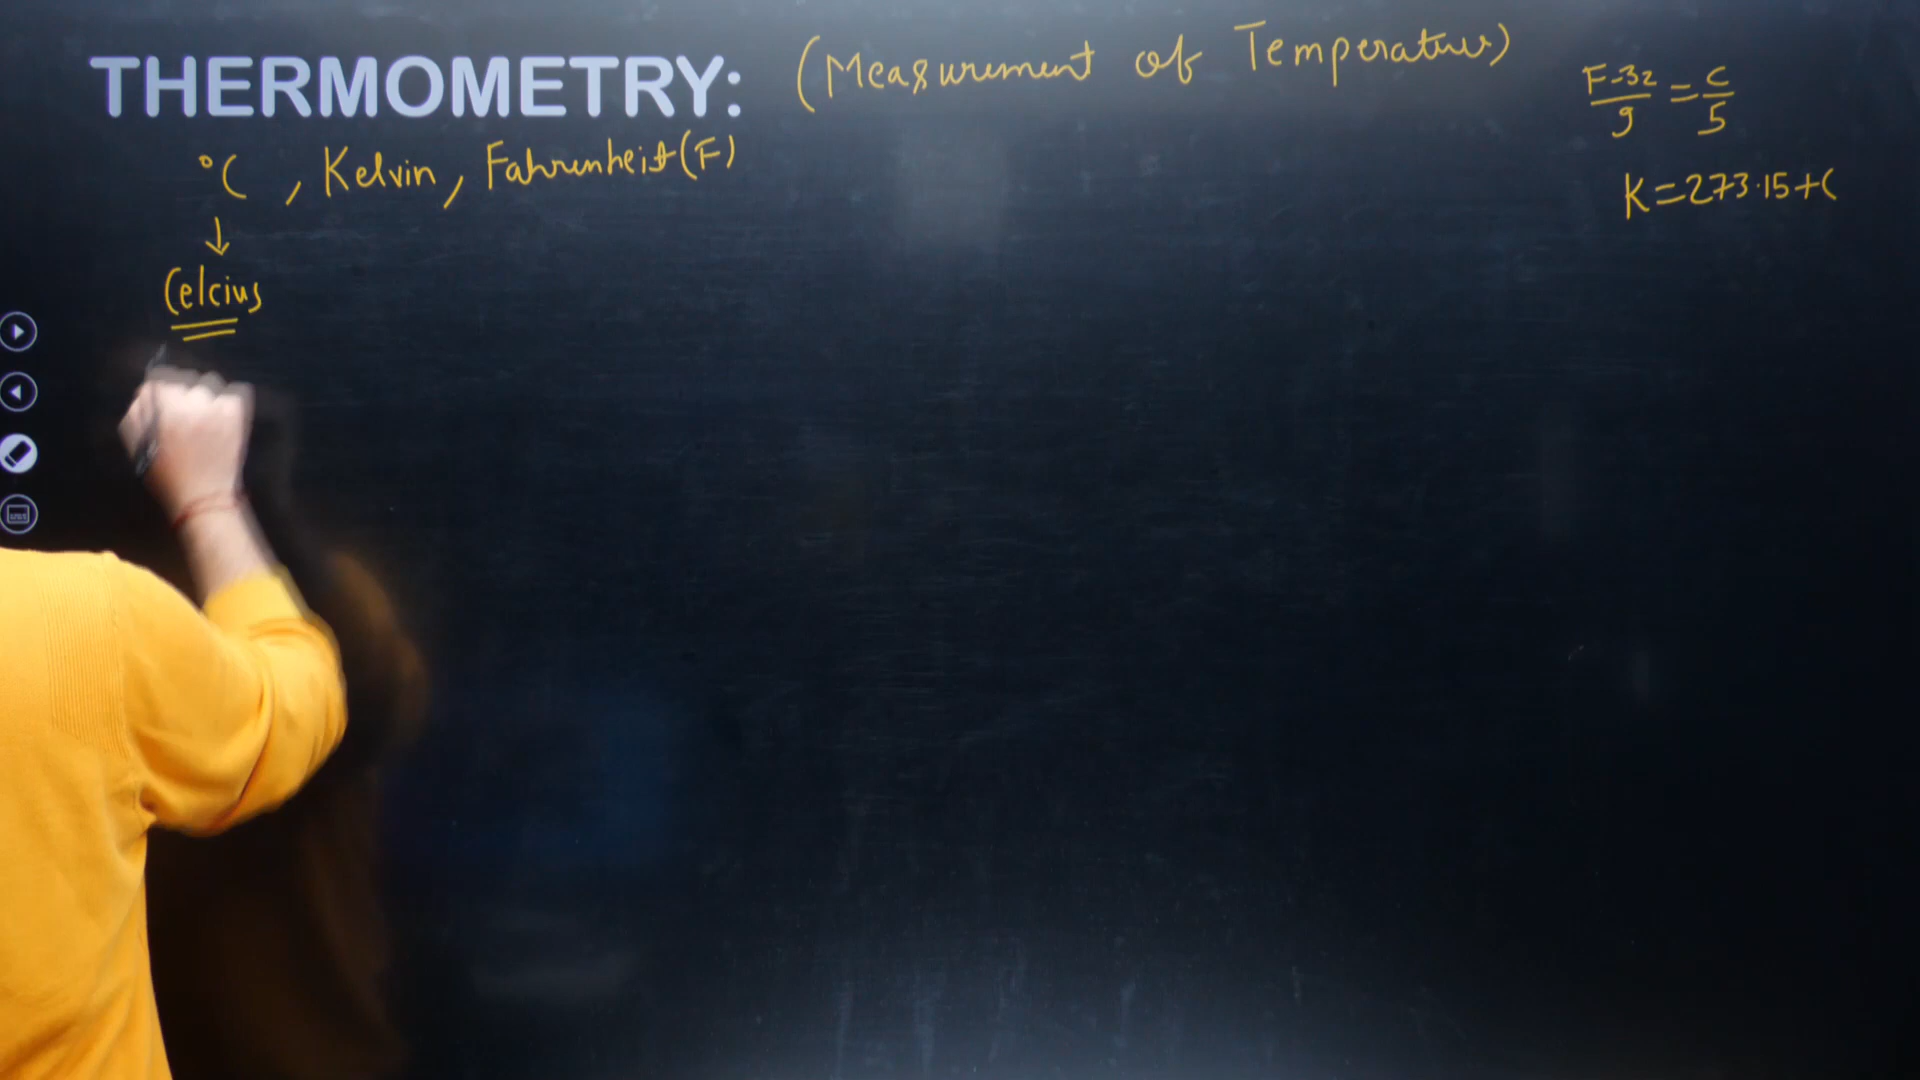 THERMOMETRY: (Measurement of Temperature)
°C, Kelvin, Fahrenheit (F)
↓
Celcius
F-32/9 = C/5
K=273.15+C